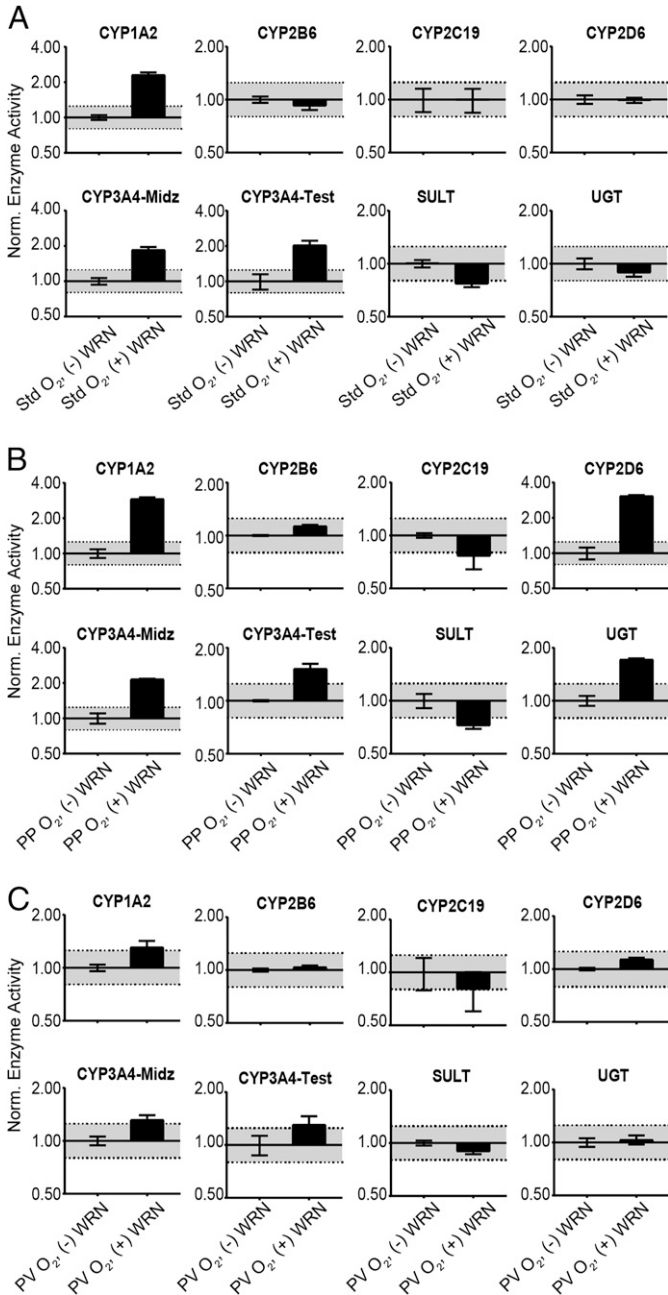 A
CYP1A2 CYP2B6 CYP2C19 CYP2D6
4.00 2.00 2.00 2.00
2.00
1.00 1.00 1.00 1.00
0.50 0.50 0.50 0.50
Norm. Enzyme Activity
CYP3A4-Midz CYP3A4-Test SULT UGT
4.00 4.00 2.00 2.00
2.00 2.00
1.00 1.00 1.00 1.00
0.50 0.50 0.50 0.50
Std O₂, (-) WRN Std O₂, (+) WRN Std O₂, (-) WRN Std O₂, (+) WRN Std O₂, (-) WRN Std O₂, (+) WRN Std O₂, (-) WRN Std O₂, (+) WRN
B
CYP1A2 CYP2B6 CYP2C19 CYP2D6
4.00 2.00 2.00 4.00
2.00 2.00
1.00 1.00 1.00 1.00
0.50 0.50 0.50 0.50
Norm. Enzyme Activity
CYP3A4-Midz CYP3A4-Test SULT UGT
4.00 2.00 2.00 2.00
2.00
1.00 1.00 1.00 1.00
0.50 0.50 0.50 0.50
PP O₂, (-) WRN PP O₂, (+) WRN PP O₂, (-) WRN PP O₂, (+) WRN PP O₂, (-) WRN PP O₂, (+) WRN PP O₂, (-) WRN PP O₂, (+) WRN
C
CYP1A2 CYP2B6 CYP2C19 CYP2D6
2.00 2.00 2.00 2.00
1.00 1.00 1.00 1.00
0.50 0.50 0.50 0.50
Norm. Enzyme Activity
CYP3A4-Midz CYP3A4-Test SULT UGT
2.00 2.00 2.00 2.00
1.00 1.00 1.00 1.00
0.50 0.50 0.50 0.50
PV O₂, (-) WRN PV O₂, (+) WRN PV O₂, (-) WRN PV O₂, (+) WRN PV O₂, (-) WRN PV O₂, (+) WRN PV O₂, (-) WRN PV O₂, (+) WRN